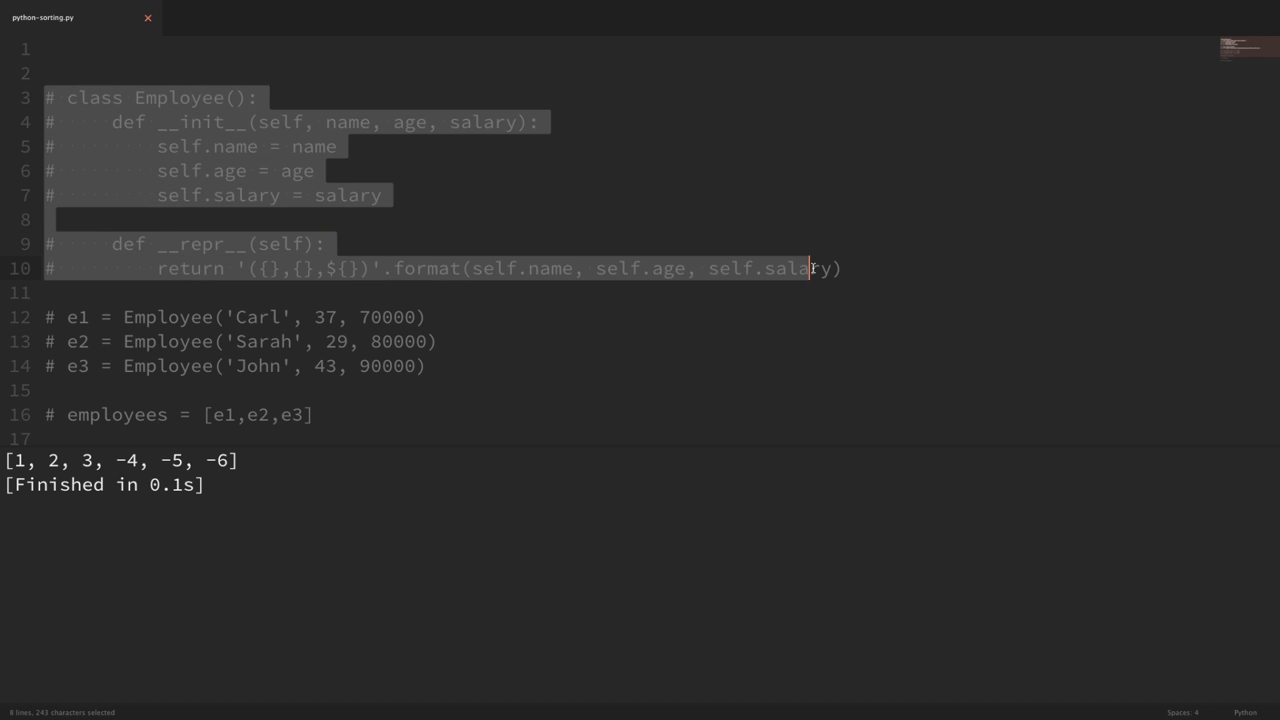 python-sorting.py
1
2
3 # class Employee():
4 #     def __init__(self, name, age, salary):
5 #         self.name = name
6 #         self.age = age
7 #         self.salary = salary
8
9 #     def __repr__(self):
10 #         return '({},{},${})'.format(self.name, self.age, self.salary)
11
12 # e1 = Employee('Carl', 37, 70000)
13 # e2 = Employee('Sarah', 29, 80000)
14 # e3 = Employee('John', 43, 90000)
15
16 # employees = [e1,e2,e3]
17
[1, 2, 3, -4, -5, -6]
[Finished in 0.1s]
8 lines, 243 characters selected
Spaces: 4
Python